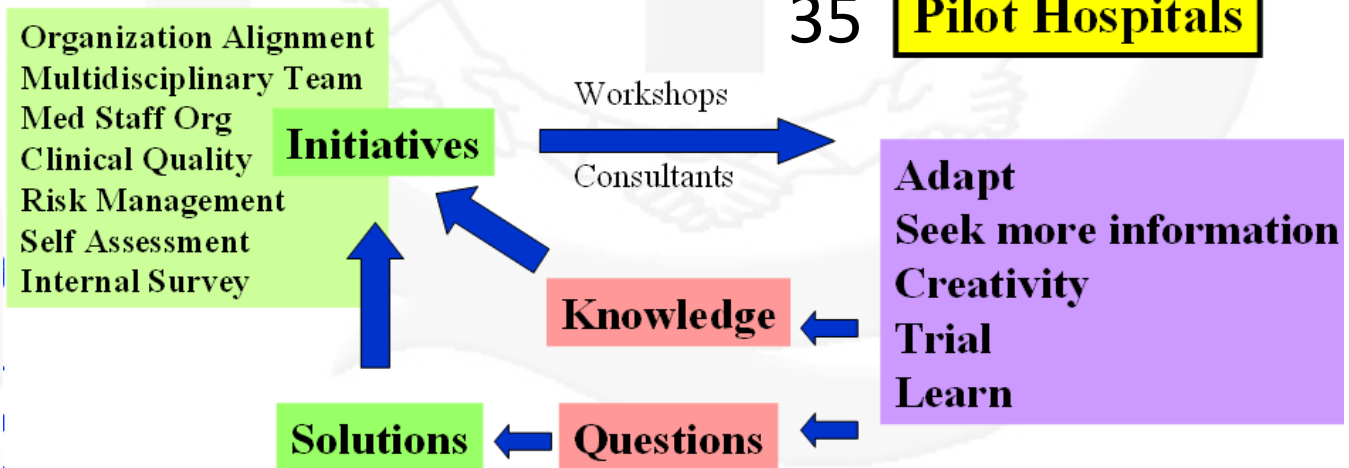 35 Pilot Hospitals
Organization Alignment
Multidisciplinary Team
Med Staff Org
Clinical Quality
Risk Management
Self Assessment
Internal Survey
Initiatives
Workshops
Consultants
Adapt
Seek more information
Creativity
Trial
Learn
Knowledge
Solutions
Questions